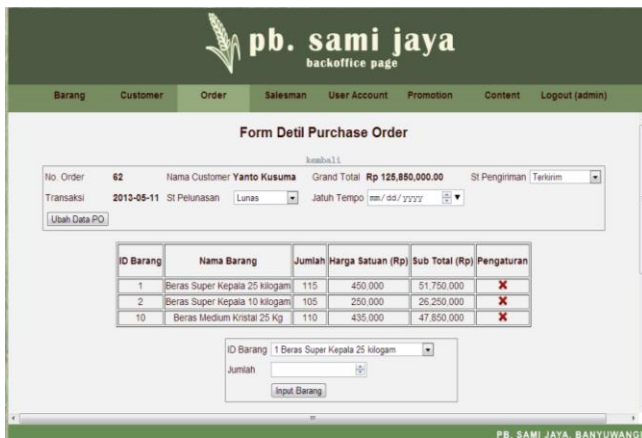 pb. sami jaya
backoffice page
Barang Customer Order Salesman User Account Promotion Content Logout (admin)
Form Detil Purchase Order
kembali
No. Order 62 Nama Customer Yanto Kusuma Grand Total Rp 125,850,000.00 St Pengiriman Terkirim
Transaksi 2013-05-11 St Pelunasan Lunas Jatuh Tempo mm/dd/yyyy
Ubah Data PO
ID Barang Nama Barang Jumlah Harga Satuan (Rp) Sub Total (Rp) Pengaturan
1 Beras Super Kepala 25 kilogam 115 450,000 51,750,000
2 Beras Super Kepala 10 kilogam 105 250,000 26,250,000
10 Beras Medium Kristal 25 Kg 110 435,000 47,850,000
ID Barang 1 Beras Super Kepala 25 kilogam
Jumlah
Input Barang
PB. SAMI JAYA, BANYUWANGI